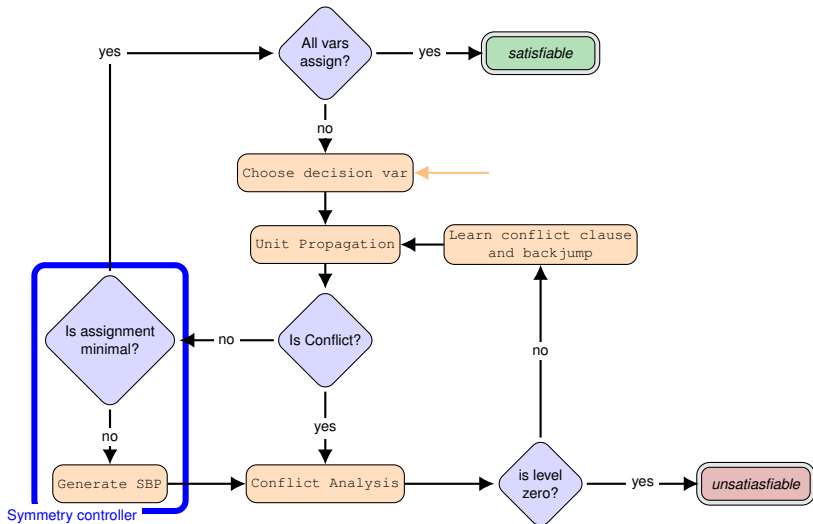 All vars
assign?
yes
yes
satisfiable
no
Choose decision var
Unit Propagation
Learn conflict clause
and backjump
Is assignment
minimal?
no
Is Conflict?
no
yes
no
Generate SBP
Conflict Analysis
is level
zero?
yes
unsatiasfiable
Symmetry controller